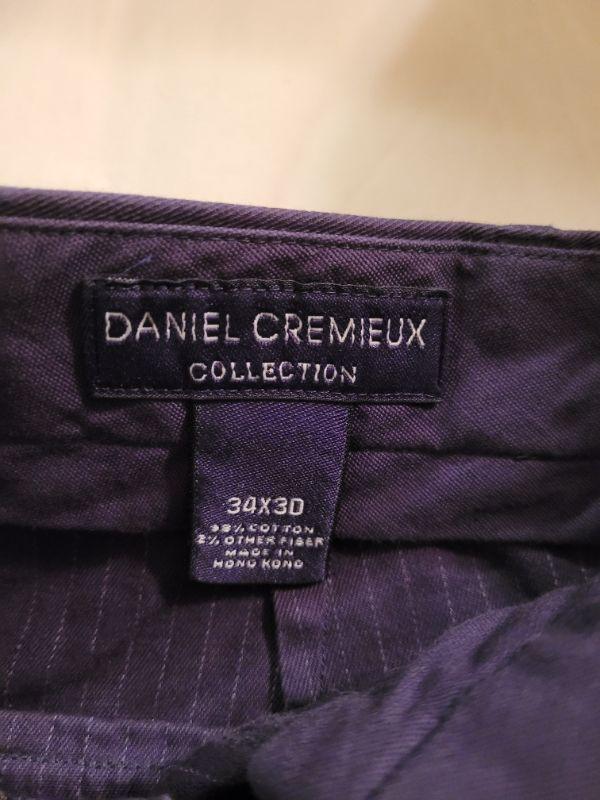 DANIEL CREMIEUX
COLLECTION
34X30
98% COTTON
2% OTHER FIBER
MADE IN
HONG KONG